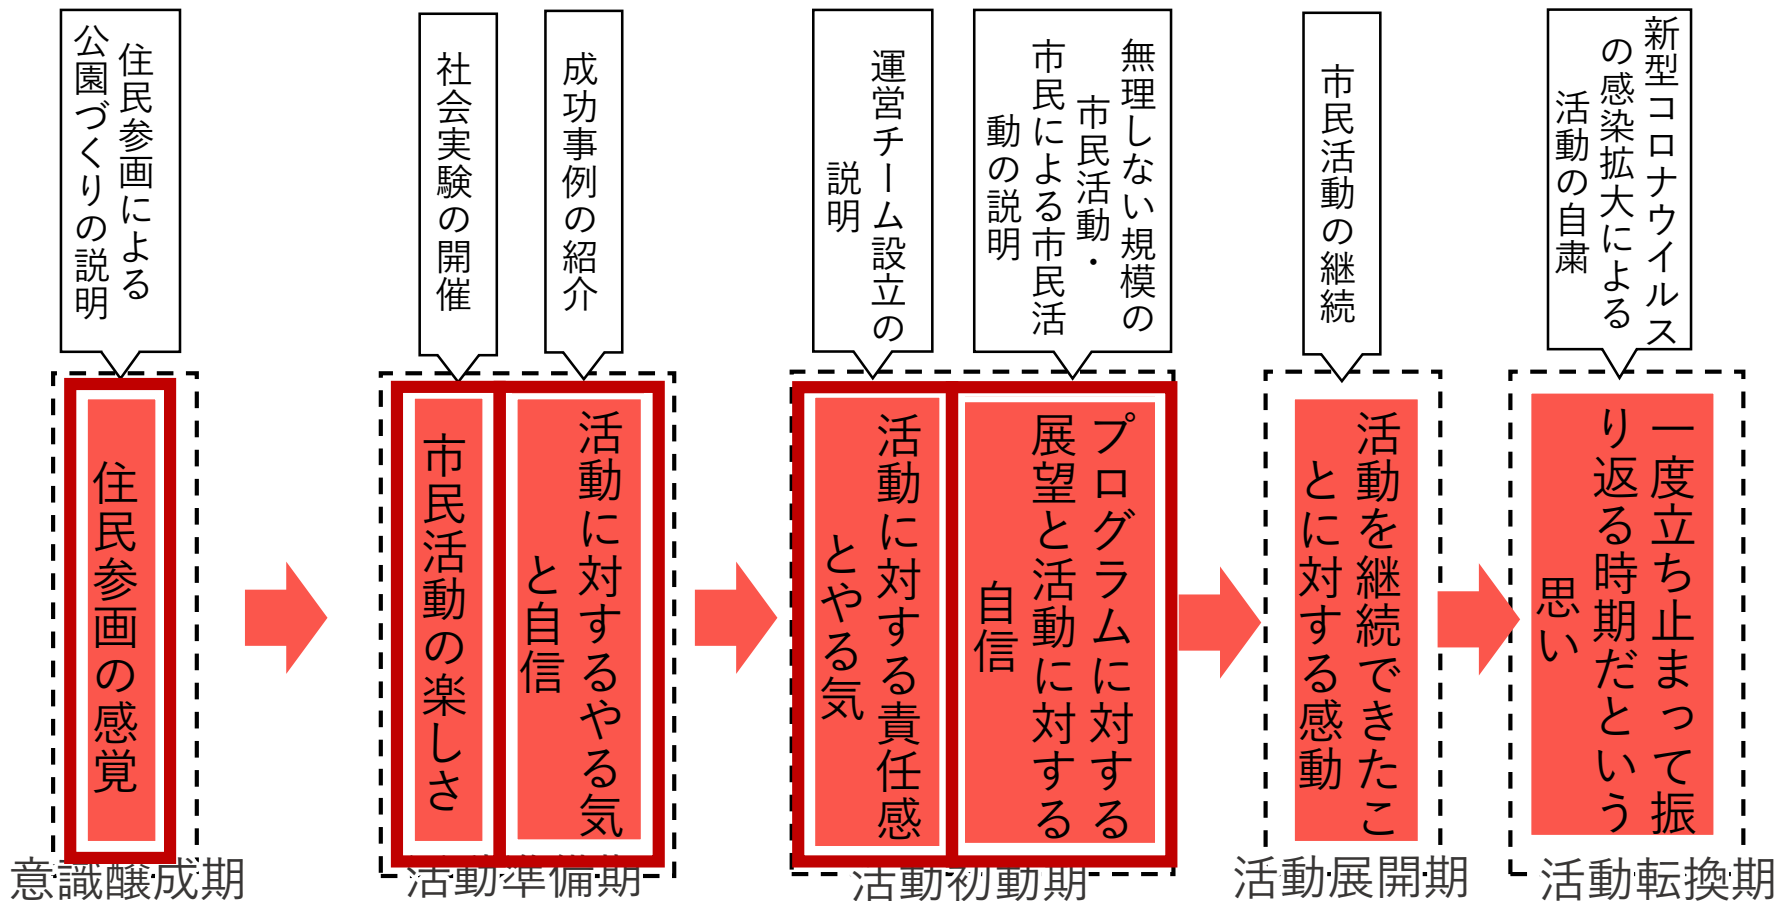 住民参画による
公園づくりの説明
社会実験の開催
成功事例の紹介
運営チーム設立の
説明
無理しない規模の
市民活動・
市民による市民活
動の説明
市民活動の継続
新型コロナウイルス
の感染拡大による
活動の自粛
住民参画の感覚
市民活動の楽しさ
活動に対するやる気
と自信
活動に対する責任感
とやる気
プログラムに対する
展望と活動に対する
自信
活動を継続できたこ
とに対する感動
一度立ち止まって振
り返る時期だという
思い
意識醸成期
活動準備期
活動初動期
活動展開期
活動転換期